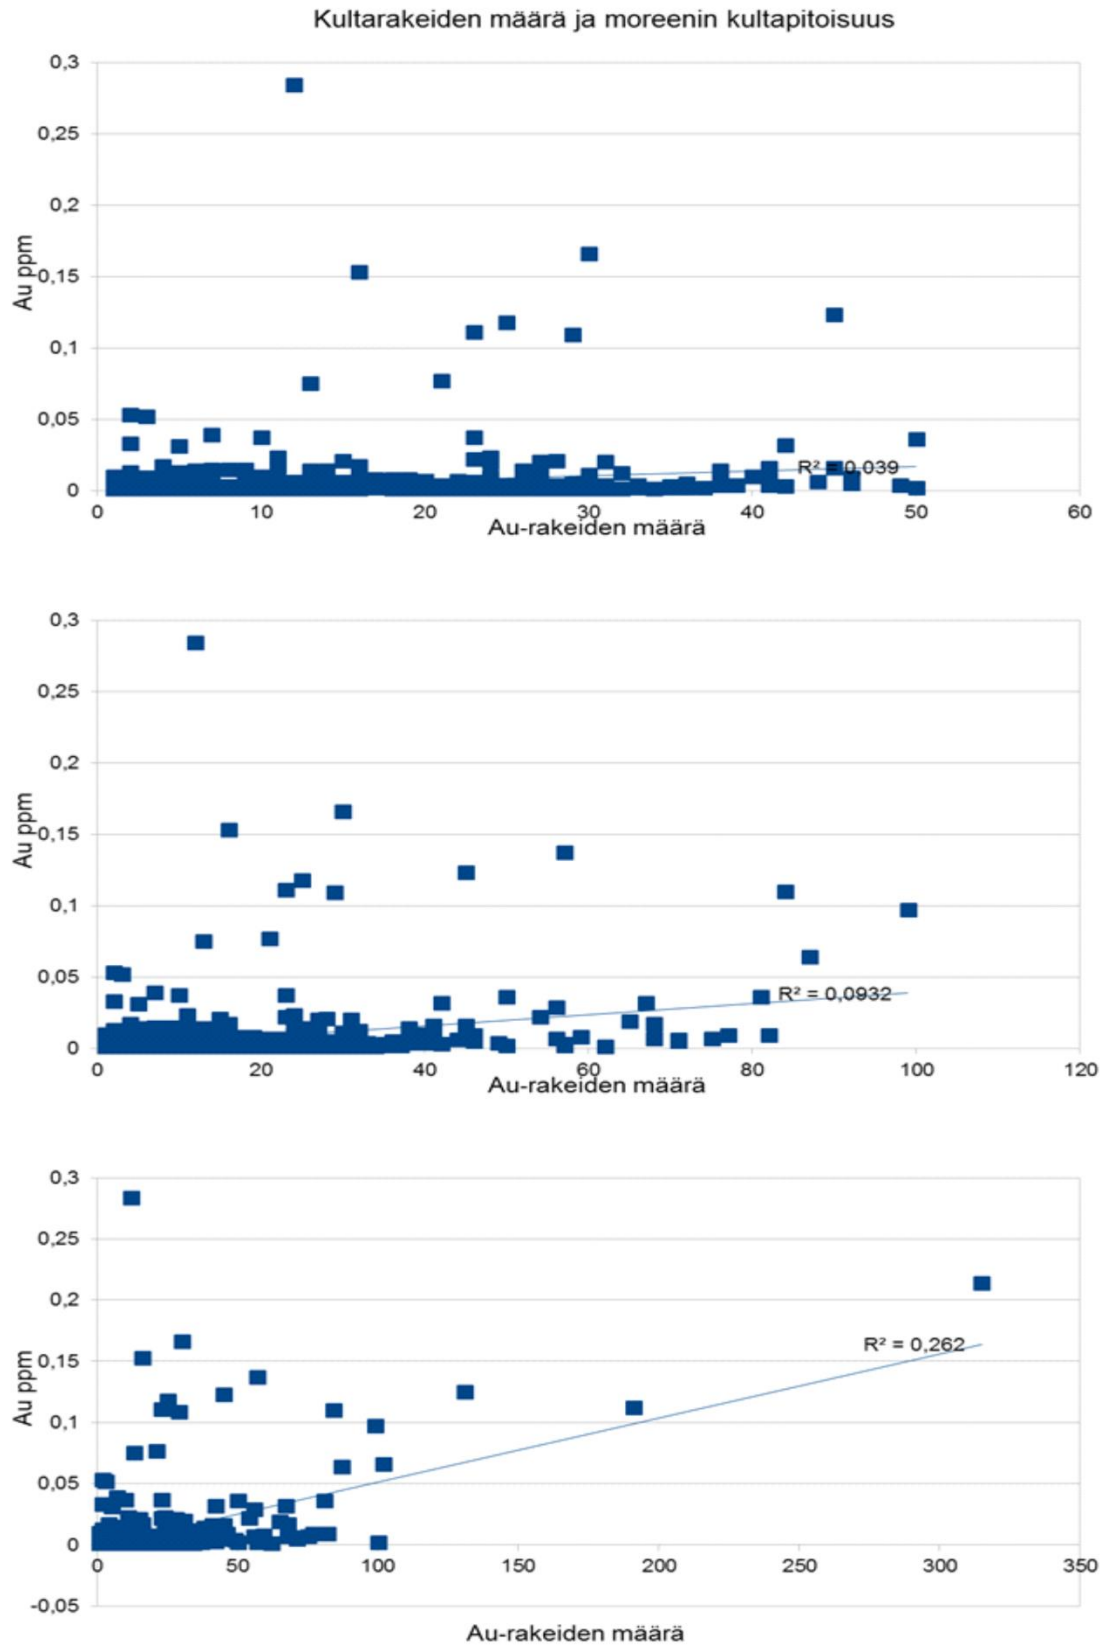 Kultarakeiden määrä ja moreenin kultapitoisuus
0,3
0,25
0,2
0,15
0,1
0,05
0
Au ppm
R² = 0,039
0 10 20 30 40 50 60
Au-rakeiden määrä
0,3
0,25
0,2
0,15
0,1
0,05
0
Au ppm
R² = 0,0932
0 20 40 60 80 100 120
Au-rakeiden määrä
0,3
0,25
0,2
0,15
0,1
0,05
0
-0,05
Au ppm
R² = 0,262
0 50 100 150 200 250 300 350
Au-rakeiden määrä